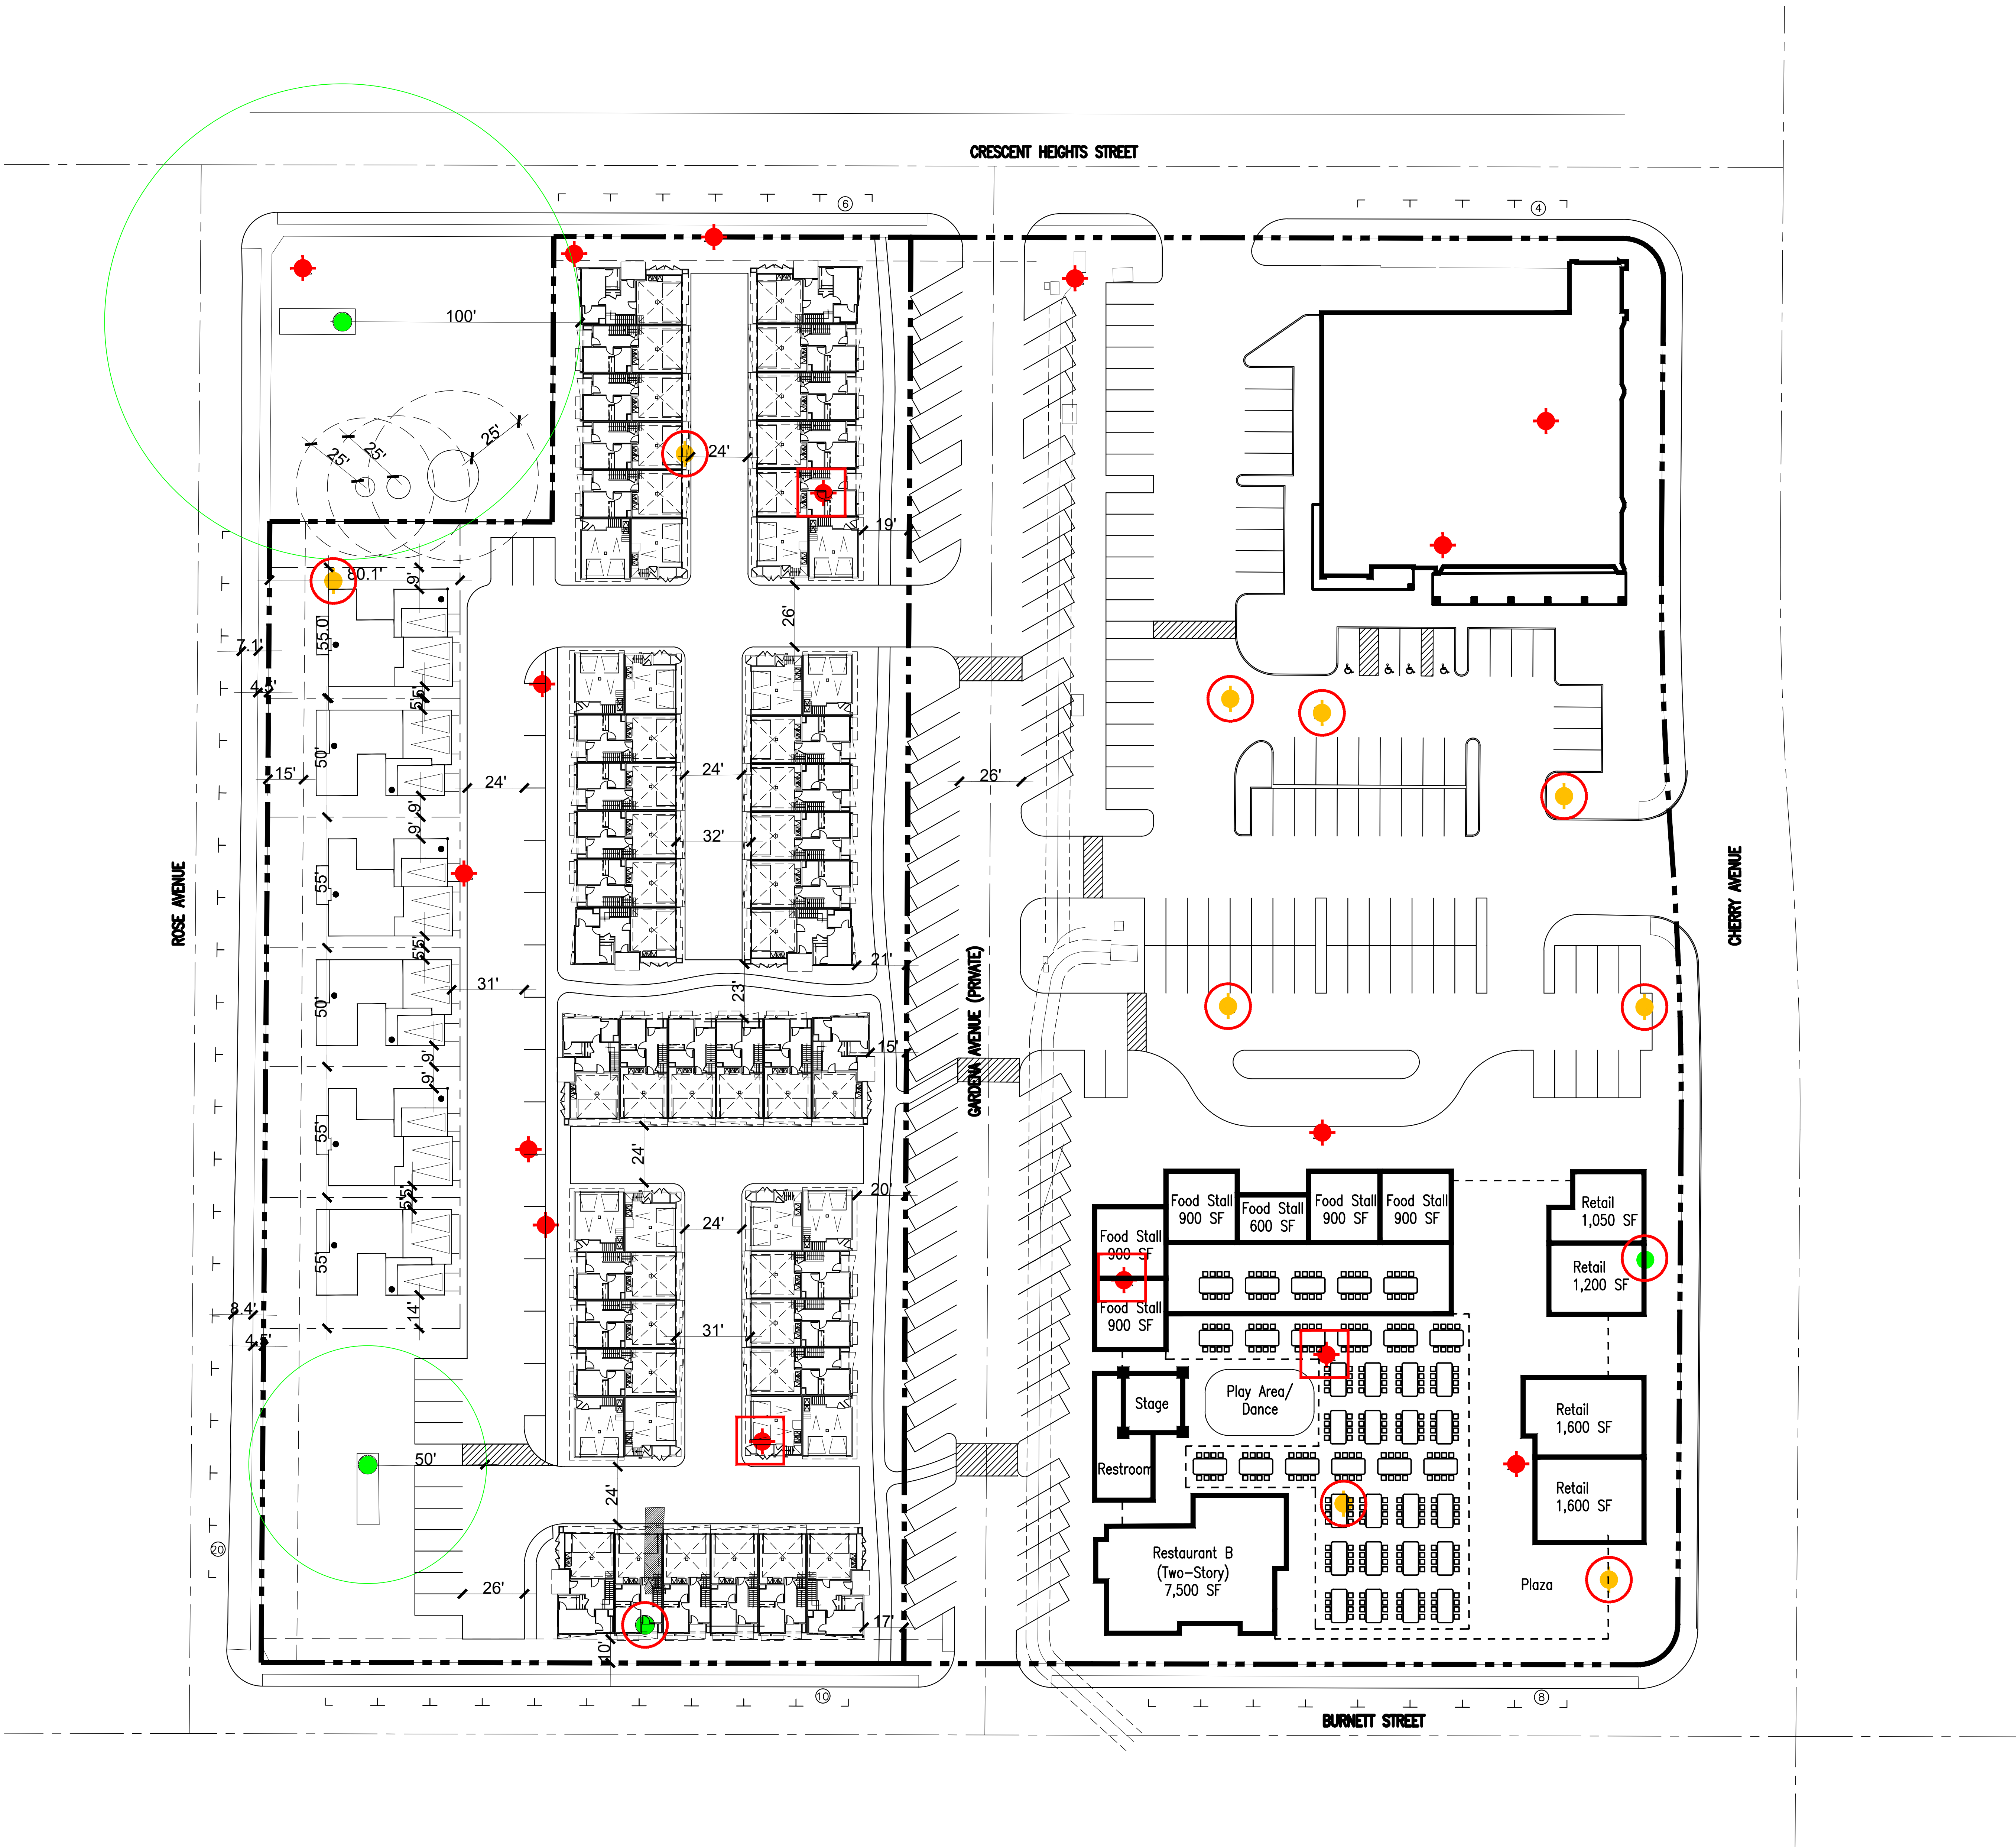 CRESCENT HEIGHTS STREET
6
4
100'
25'
25'
25'
24'
19'
80.1'
9'
26'
55.0'
7.1'
4.5'
5.5'
50'
15'
24'
24'
26'
9'
9'
32'
55'
ROSE AVENUE
CHERRY AVENUE
5.5'
21'
31'
23'
50'
GARDENA AVENUE (PRIVATE)
15'
9'
9'
55'
24'
5.5'
20'
24'
Food Stall
900 SF
Food Stall
600 SF
Food Stall
900 SF
Food Stall
900 SF
Retail
1,050 SF
Food Stall
900 SF
Retail
1,200 SF
55'
14'
8.4'
4.5'
31'
Food Stall
900 SF
Play Area/
Dance
Stage
Retail
1,600 SF
50'
Restroom
Retail
1,600 SF
24'
20
Restaurant B
(Two-Story)
7,500 SF
Plaza
26'
17'
10'
10
8
BURNETT STREET